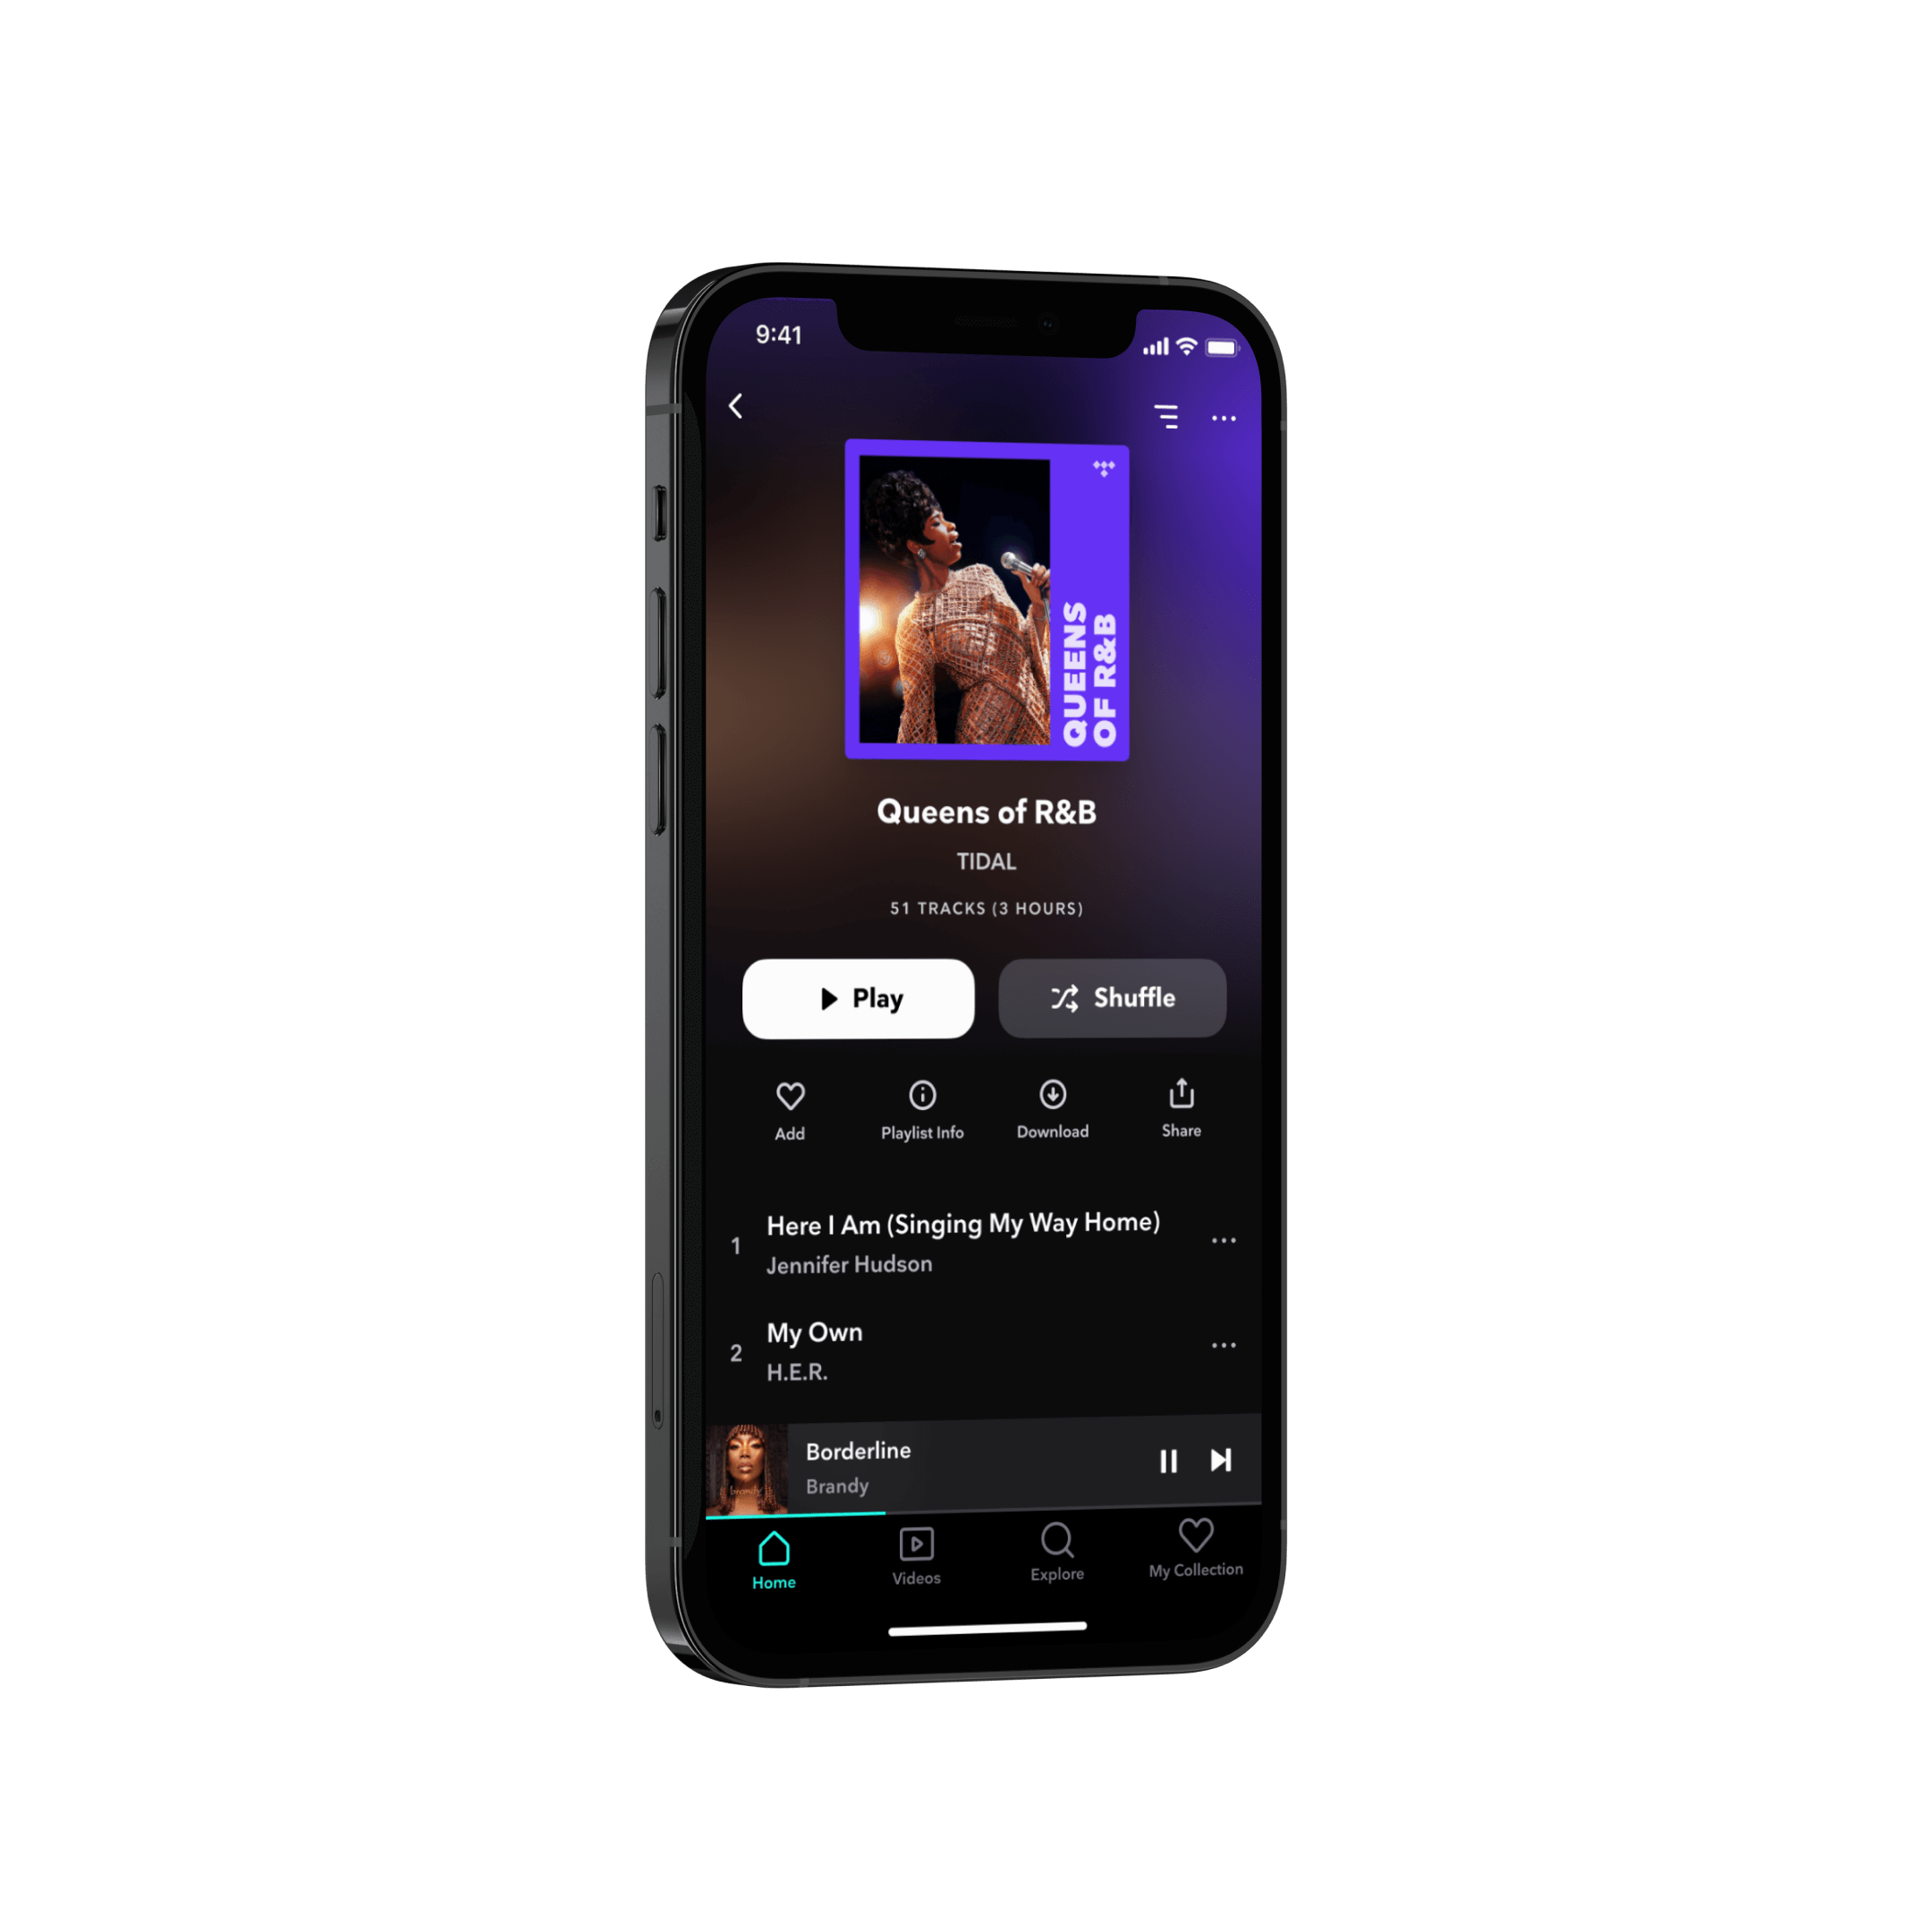 9:41
QUEENS
OF R&B
Queens of R&B
TIDAL
51 TRACKS (3 HOURS)
Play
Shuffle
Add
Playlist Info
Download
Share
1
Here I Am (Singing My Way Home)
Jennifer Hudson
2
My Own
H.E.R.
brandy
Borderline
Brandy
Home
Videos
Explore
My Collection